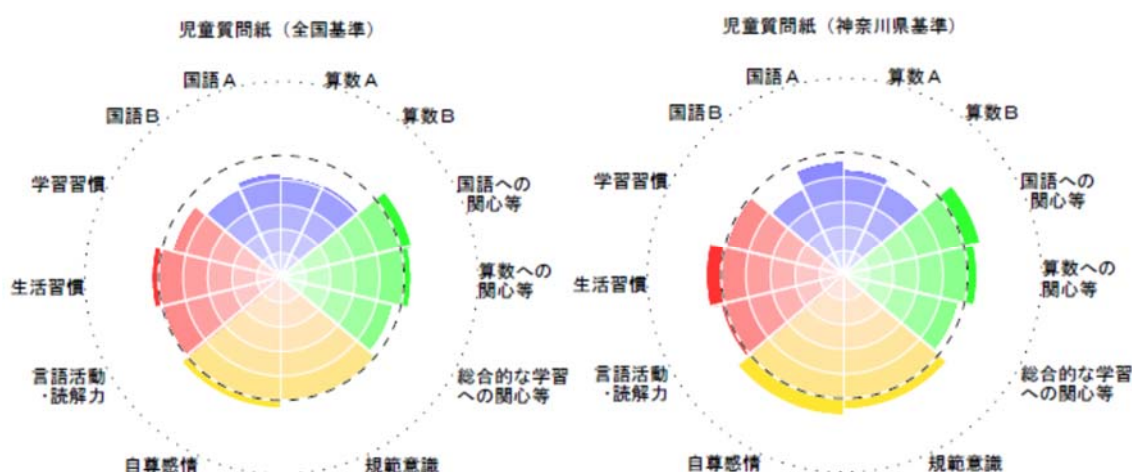 児童質問紙（全国基準）
国語A
算数A
国語B
算数B
学習習慣
国語への
関心等
生活習慣
算数への
関心等
言語活動
・読解力
総合的な学習
への関心等
自尊感情
規範意識
児童質問紙（神奈川県基準）
国語A
算数A
国語B
算数B
学習習慣
国語への
関心等
生活習慣
算数への
関心等
言語活動
・読解力
総合的な学習
への関心等
自尊感情
規範意識